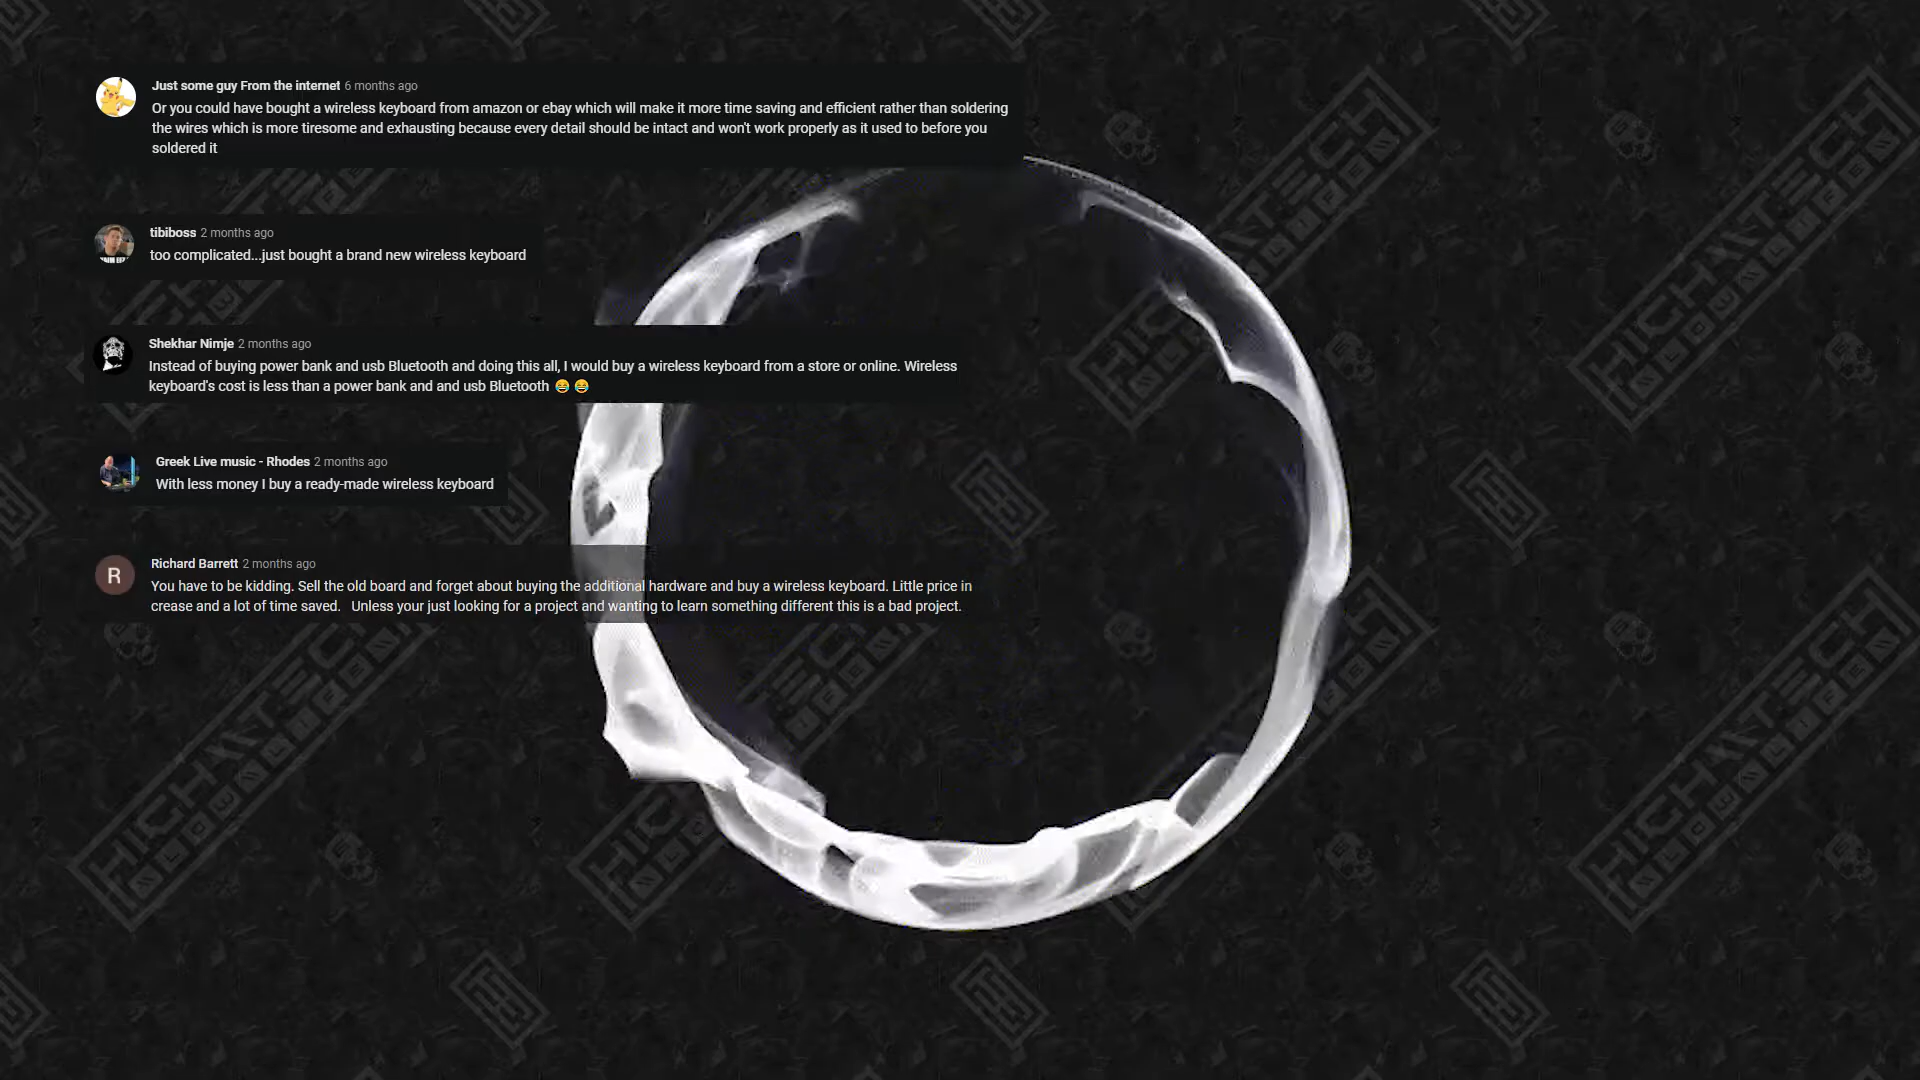 Just some guy From the internet 6 months ago
Or you could have bought a wireless keyboard from amazon or ebay which will make it more time saving and efficient rather than soldering
the wires which is more tiresome and exhausting because every detail should be intact and won't work properly as it used to before you
soldered it
tibiboss 2 months ago
too complicated...just bought a brand new wireless keyboard
Shekhar Nimje 2 months ago
Instead of buying power bank and usb Bluetooth and doing this all, I would buy a wireless keyboard from a store or online. Wireless
keyboard's cost is less than a power bank and and usb Bluetooth 😂 😂
Greek Live music - Rhodes 2 months ago
With less money I buy a ready-made wireless keyboard
R
Richard Barrett 2 months ago
You have to be kidding. Sell the old board and forget about buying the additional hardware and buy a wireless keyboard. Little price in
crease and a lot of time saved. Unless your just looking for a project and wanting to learn something different this is a bad project.